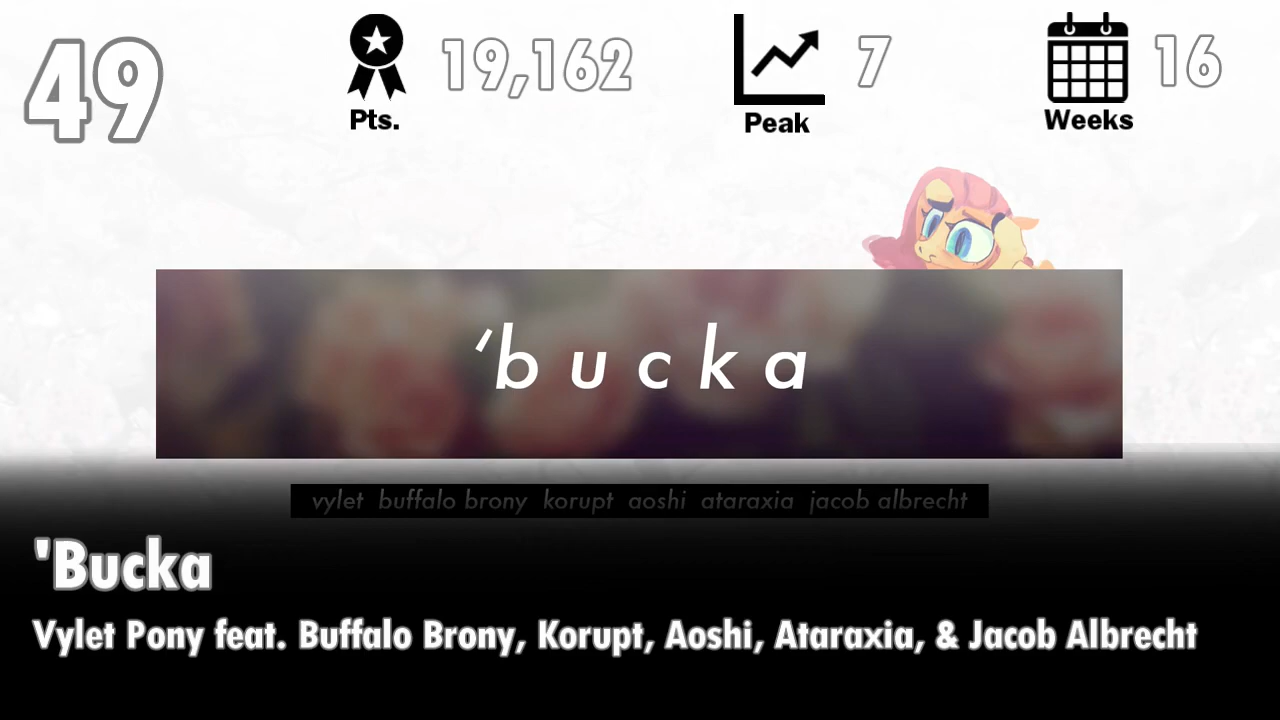 49
19,162
Pts.
7
Peak
16
Weeks
'bucka
vylet buffalo brony korupt aoshi ataraxia jacob albrecht
'Bucka
Vylet Pony feat. Buffalo Brony, Korupt, Aoshi, Ataraxia, & Jacob Albrecht